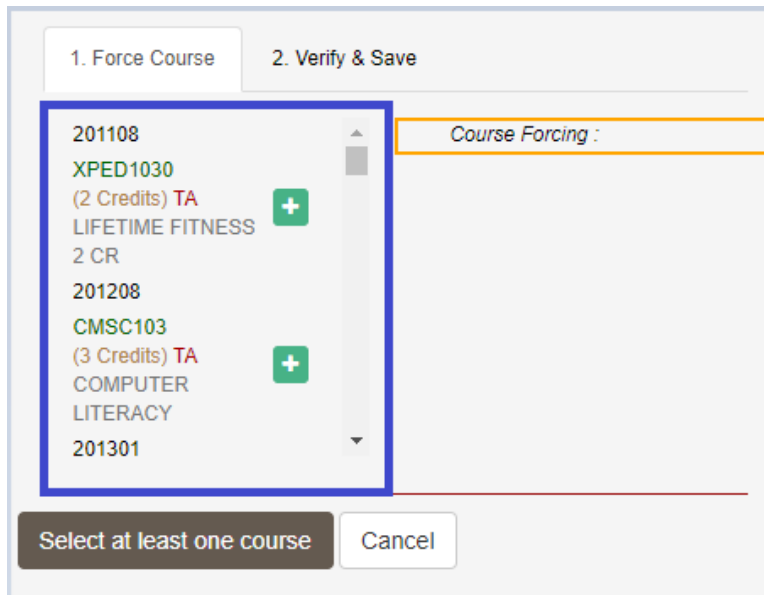 1. Force Course
2. Verify & Save
201108
XPED1030
(2 Credits) TA
LIFETIME FITNESS
2 CR
201208
CMSC103
(3 Credits) TA
COMPUTER
LITERACY
201301
Course Forcing :
Select at least one course
Cancel